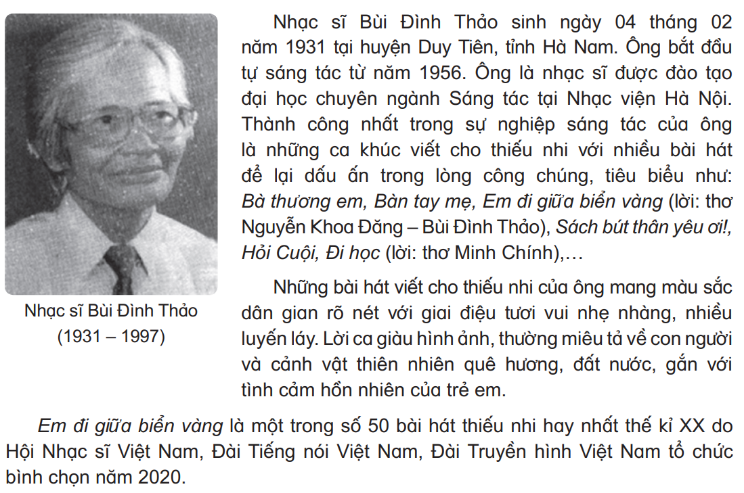 Nhạc sĩ Bùi Đình Thảo sinh ngày 04 tháng 02
năm 1931 tại huyện Duy Tiên, tỉnh Hà Nam. Ông bắt đầu
tự sáng tác từ năm 1956. Ông là nhạc sĩ được đào tạo
đại học chuyên ngành Sáng tác tại Nhạc viện Hà Nội.
Thành công nhất trong sự nghiệp sáng tác của ông
là những ca khúc viết cho thiếu nhi với nhiều bài hát
để lại dấu ấn trong lòng công chúng, tiêu biểu như:
Bà thương em, Bàn tay mẹ, Em đi giữa biển vàng (lời: thơ
Nguyễn Khoa Đăng – Bùi Đình Thảo), Sách bút thân yêu ơi!,
Hỏi Cuội, Đi học (lời: thơ Minh Chính),…
Nhạc sĩ Bùi Đình Thảo
(1931 – 1997)
Những bài hát viết cho thiếu nhi của ông mang màu sắc
dân gian rõ nét với giai điệu tươi vui nhẹ nhàng, nhiều
luyến láy. Lời ca giàu hình ảnh, thường miêu tả về con người
và cảnh vật thiên nhiên quê hương, đất nước, gắn với
tình cảm hồn nhiên của trẻ em.
Em đi giữa biển vàng là một trong số 50 bài hát thiếu nhi hay nhất thế kỉ XX do
Hội Nhạc sĩ Việt Nam, Đài Tiếng nói Việt Nam, Đài Truyền hình Việt Nam tổ chức
bình chọn năm 2020.